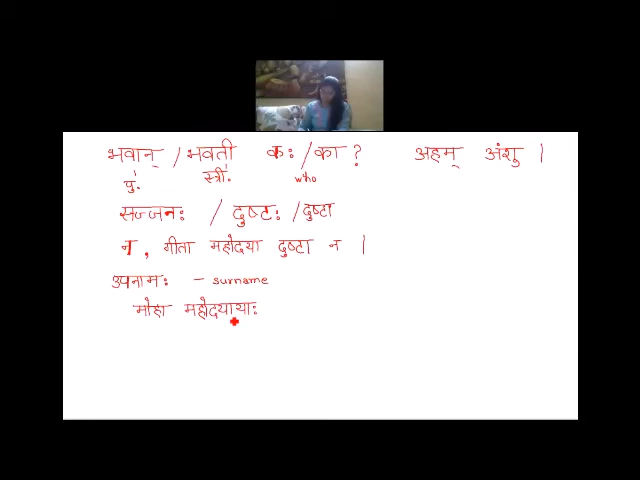 भवान् / भवती कः / का ? अहम् अंशु ।
पुं. स्त्री. who
सज्जनः / दुष्टः / दुष्टा
न , गीता महोदया दुष्टा न ।
उपनामः – surname
मोहा महोदयायाः